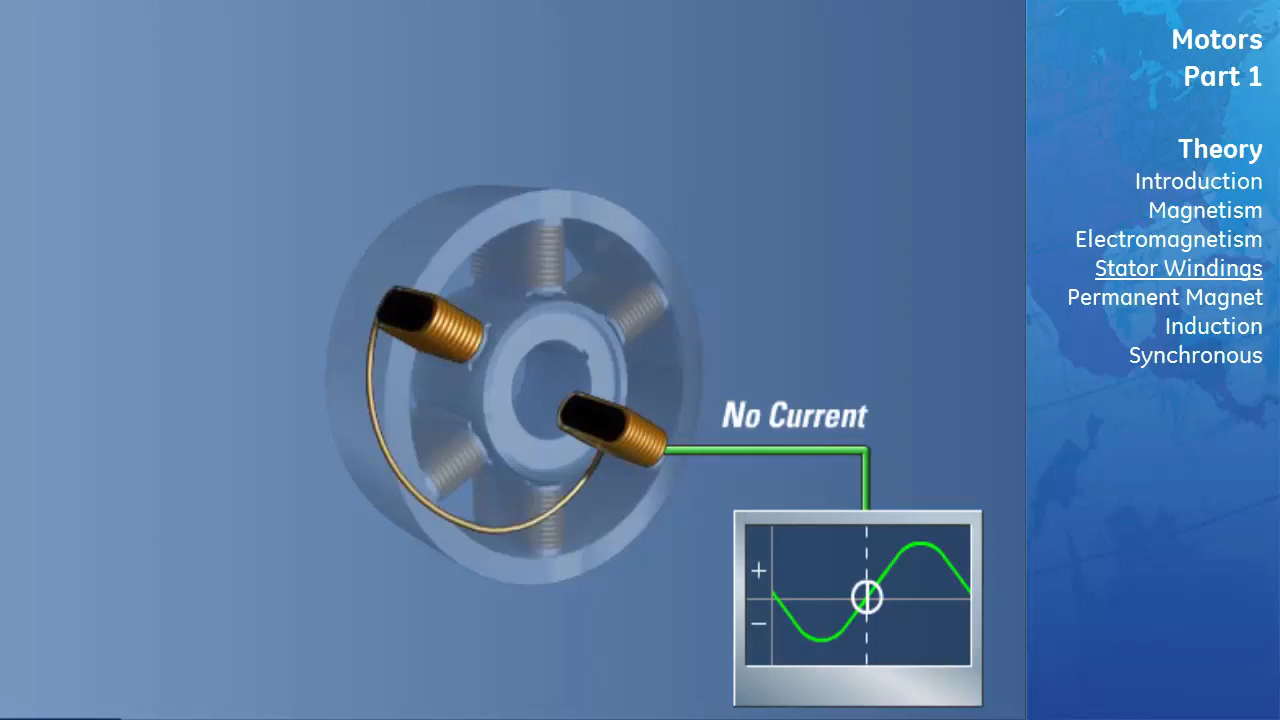 Motors
Part 1
Theory
Introduction
Magnetism
Electromagnetism
Stator Windings
Permanent Magnet
Induction
Synchronous
No Current
+
−